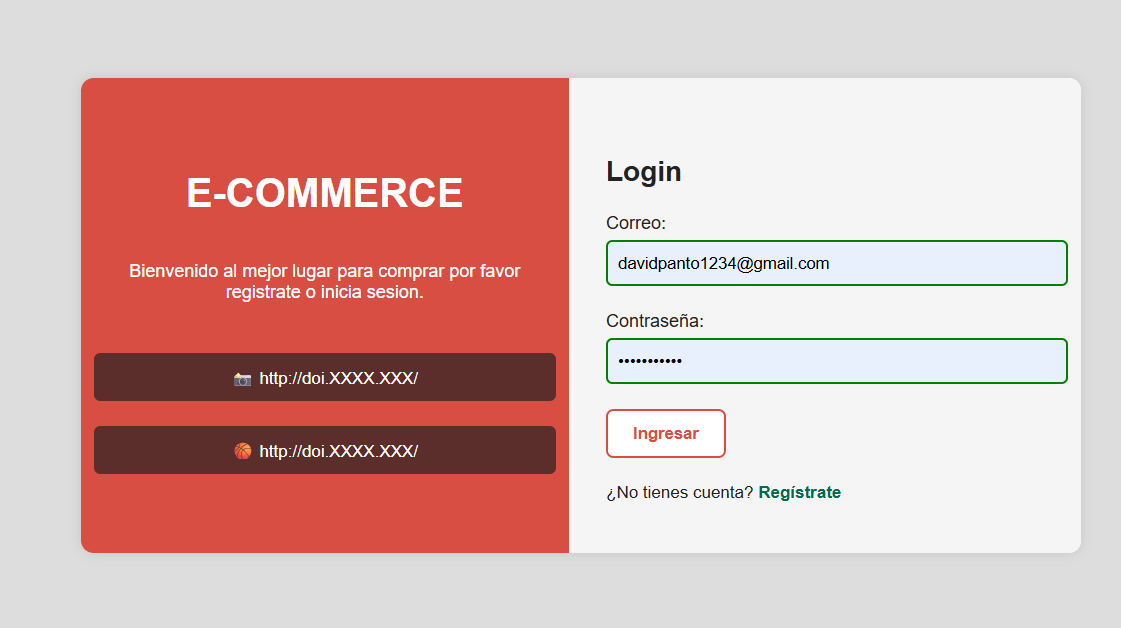 E-COMMERCE
Bienvenido al mejor lugar para comprar por favor
registrate o inicia sesion.
📸 http://doi.XXXX.XXX/
🏀 http://doi.XXXX.XXX/
Login
Correo:
davidpanto1234@gmail.com
Contraseña:
•••••••••••
Ingresar
¿No tienes cuenta? Regístrate